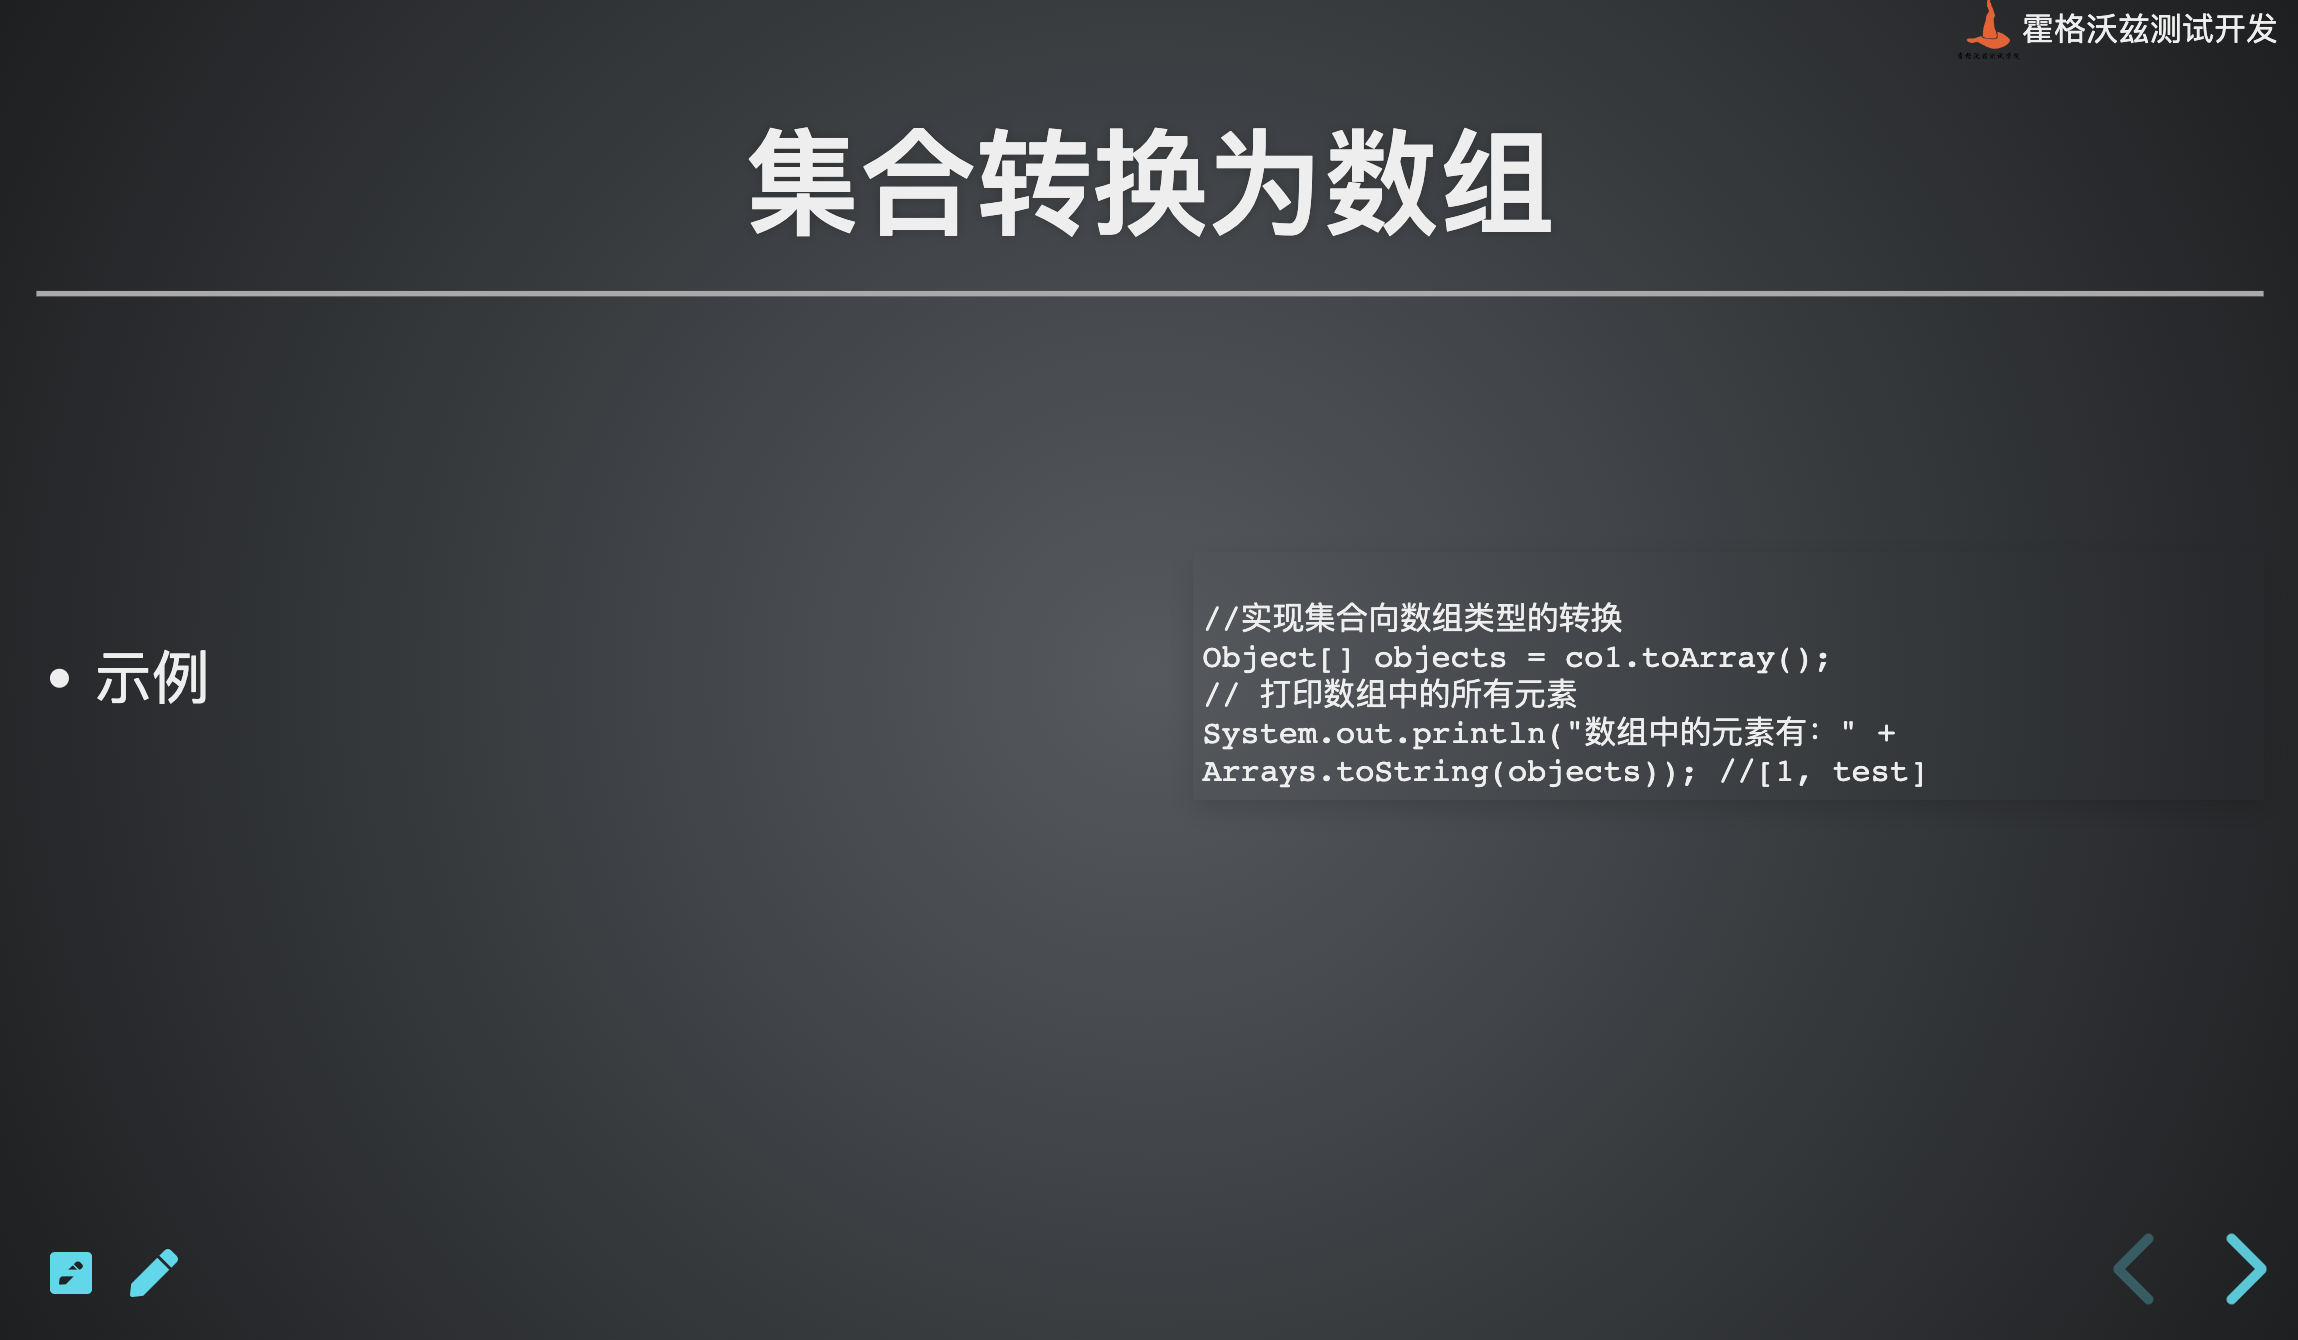 霍格沃兹测试开发
集合转换为数组
• 示例
//实现集合向数组类型的转换
Object[] objects = co1.toArray();
// 打印数组中的所有元素
System.out.println("数组中的元素有：" +
Arrays.toString(objects)); //[1, test]